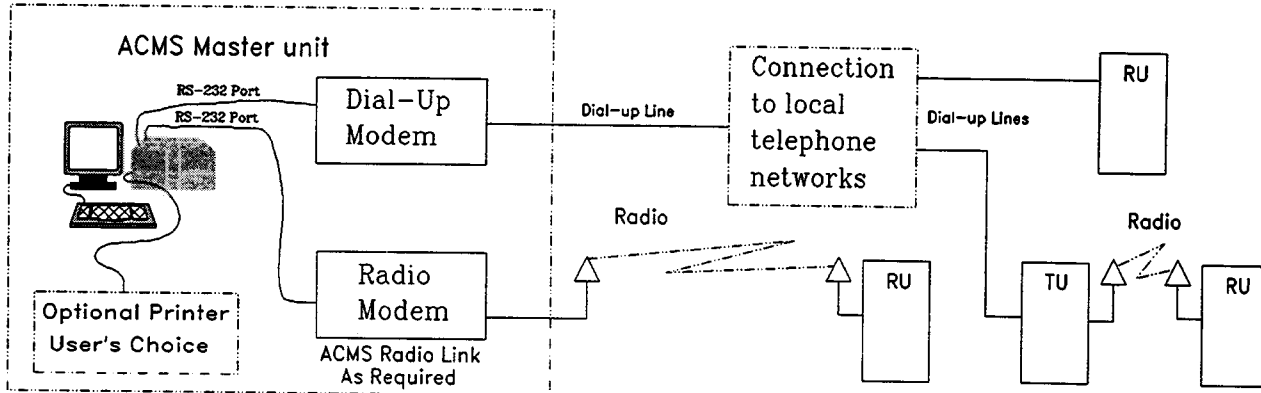 ACMS Master unit
RS-232 Port
RS-232 Port
Dial-Up
Modem
Dial-up Line
Connection
to local
telephone
networks
Dial-up Lines
RU
Radio
Radio
Radio
Modem
RU
TU
RU
Optional Printer
User's Choice
ACMS Radio Link
As Required